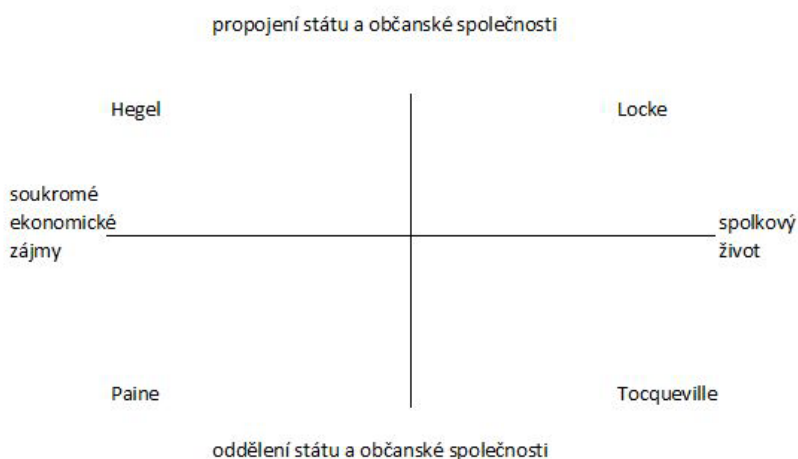 propojení státu a občanské společnosti
Hegel
Locke
soukromé
ekonomické
zájmy
spolkový
život
Paine
Tocqueville
oddělení státu a občanské společnosti